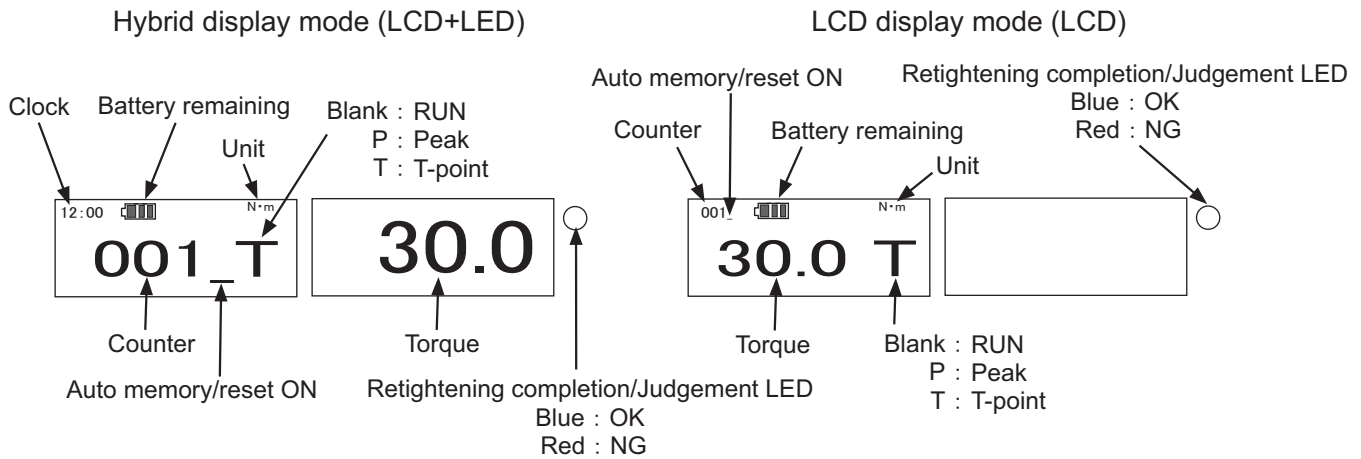 Hybrid display mode (LCD+LED)
Clock
Battery remaining
Unit
Blank : RUN
P : Peak
T : T-point
12:00
N·m
001_T
30.0
Counter
Auto memory/reset ON
Torque
Retightening completion/Judgement LED
Blue : OK
Red : NG
LCD display mode (LCD)
Auto memory/reset ON
Counter
Battery remaining
Unit
Retightening completion/Judgement LED
Blue : OK
Red : NG
001_
N·m
30.0 T
Torque
Blank : RUN
P : Peak
T : T-point